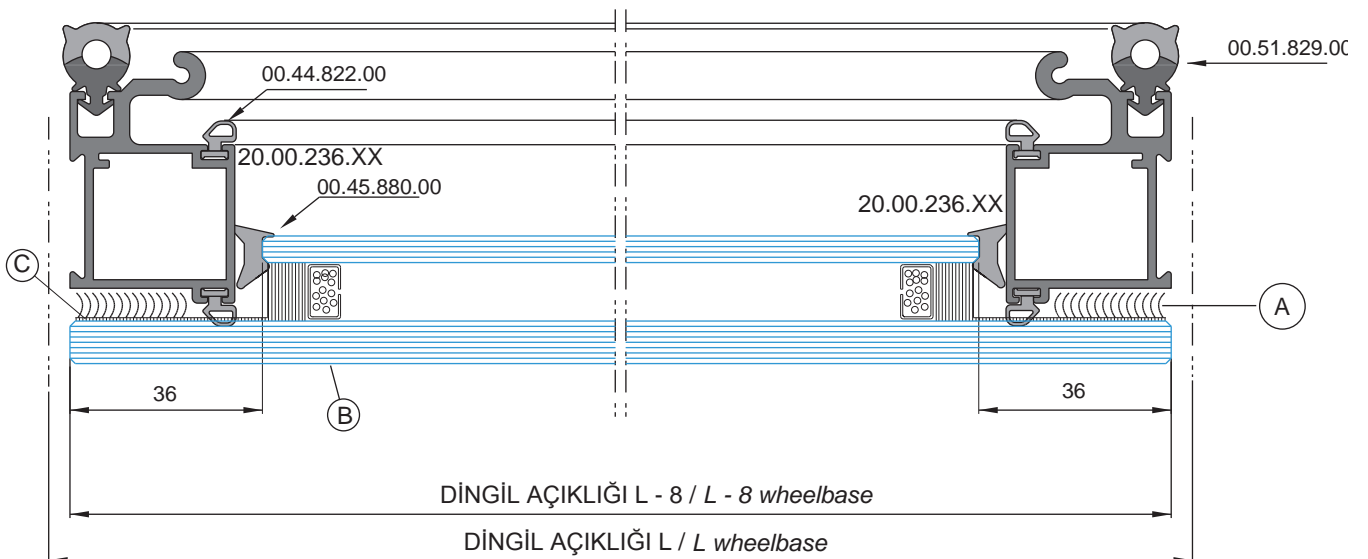 00.51.829.00
00.44.822.00
20.00.236.XX
00.45.880.00
20.00.236.XX
C
A
36
36
B
DİNGİL AÇIKLIĞI L - 8 / L - 8 wheelbase
DİNGİL AÇIKLIĞI L / L wheelbase